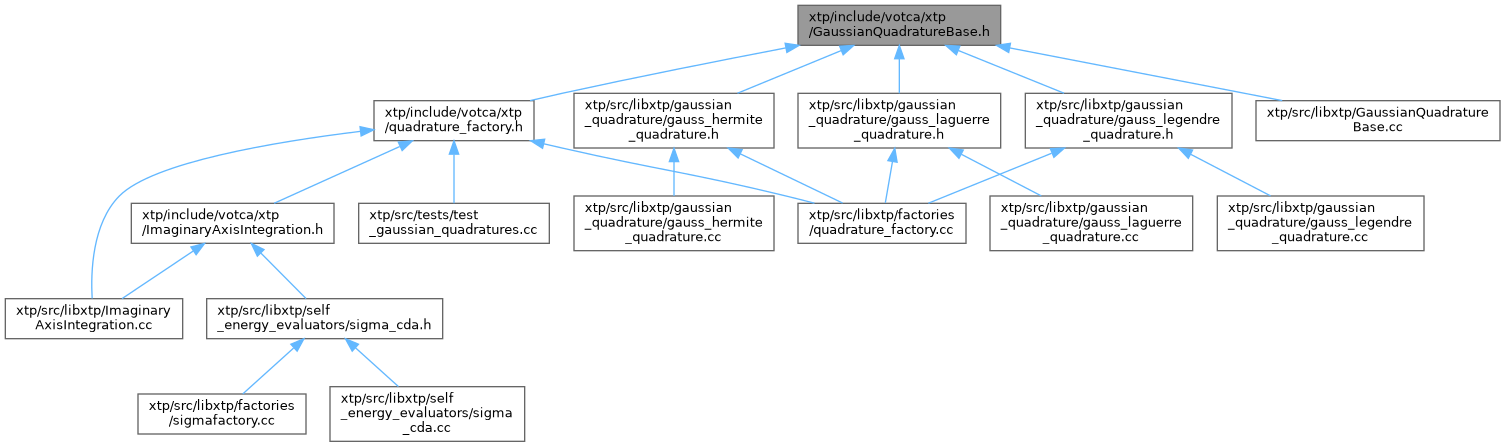 xtp/include/votca/xtp
/GaussianQuadratureBase.h
xtp/include/votca/xtp
/quadrature_factory.h
xtp/src/libxtp/gaussian
_quadrature/gauss_hermite
_quadrature.h
xtp/src/libxtp/gaussian
_quadrature/gauss_laguerre
_quadrature.h
xtp/src/libxtp/gaussian
_quadrature/gauss_legendre
_quadrature.h
xtp/src/libxtp/GaussianQuadrature
Base.cc
xtp/include/votca/xtp
/ImaginaryAxisIntegration.h
xtp/src/tests/test
_gaussian_quadratures.cc
xtp/src/libxtp/gaussian
_quadrature/gauss_hermite
_quadrature.cc
xtp/src/libxtp/factories
/quadrature_factory.cc
xtp/src/libxtp/gaussian
_quadrature/gauss_laguerre
_quadrature.cc
xtp/src/libxtp/gaussian
_quadrature/gauss_legendre
_quadrature.cc
xtp/src/libxtp/Imaginary
AxisIntegration.cc
xtp/src/libxtp/self
_energy_evaluators/sigma_cda.h
xtp/src/libxtp/factories
/sigmafactory.cc
xtp/src/libxtp/self
_energy_evaluators/sigma
_cda.cc